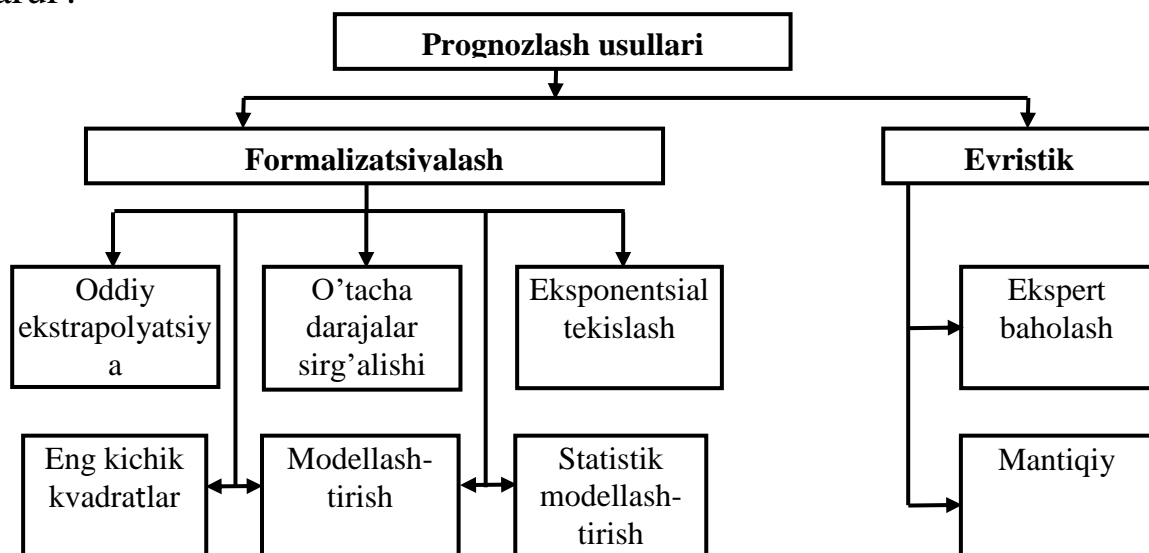 Prognozlash usullari
Formalizatsiyalash
Evristik
Oddiy
ekstrapolyatsiy
a
O’tacha
darajalar
sirg’alishi
Eksponentsial
tekislash
Ekspert
baholash
Eng kichik
kvadratlar
Modellash-
tirish
Statistik
modellash-
tirish
Mantiqiy